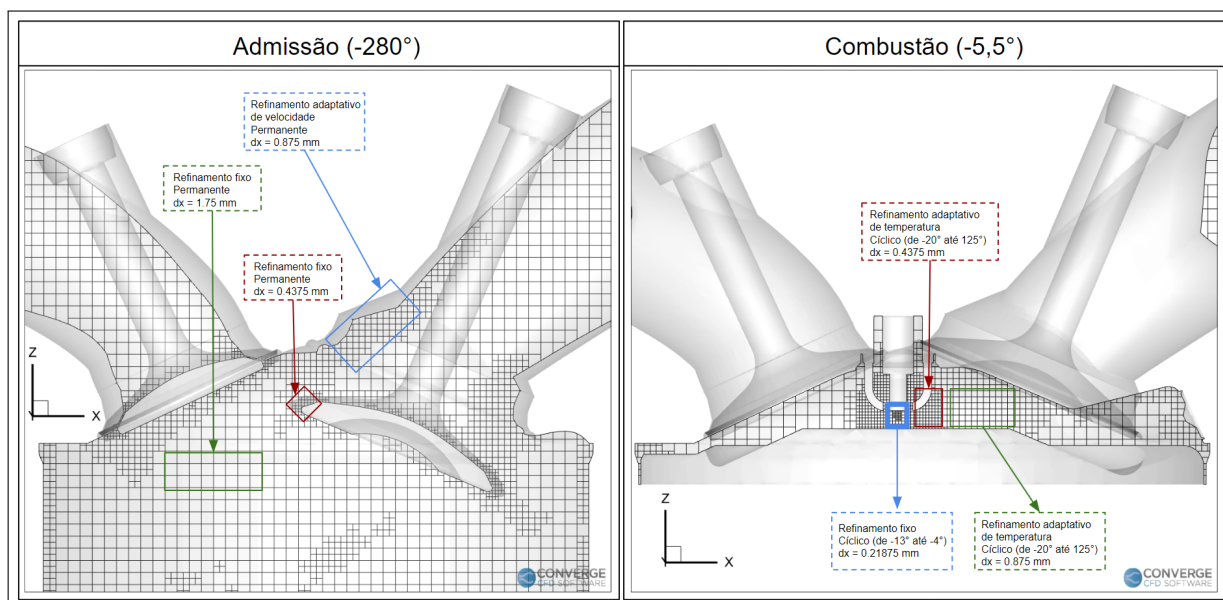 Admissão (-280°)
Refinamento adaptativo
de velocidade
Permanente
dx = 0.875 mm
Refinamento fixo
Permanente
dx = 1.75 mm
Refinamento fixo
Permanente
dx = 0.4375 mm
Z
Y
X
CONVERGE
CFD SOFTWARE
Combustão (-5,5°)
Refinamento adaptativo
de temperatura
Cíclico (de -20° até 125°)
dx = 0.4375 mm
Z
Y
X
Refinamento fixo
Cíclico (de -13° até -4°)
dx = 0.21875 mm
Refinamento adaptativo
de temperatura
Cíclico (de -20° até 125°)
dx = 0.875 mm
CONVERGE
CFD SOFTWARE